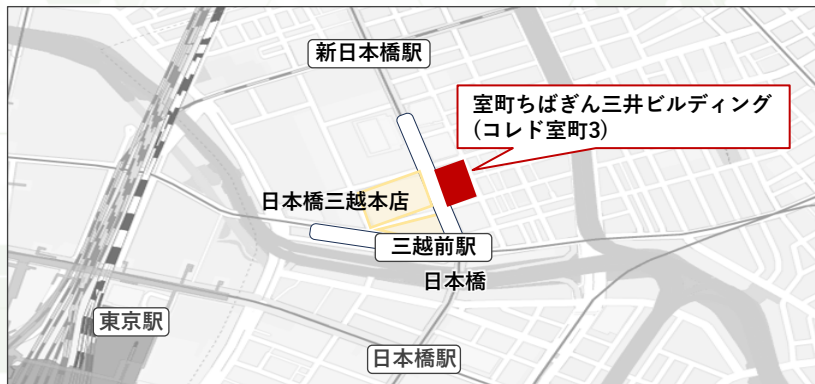 新日本橋駅
室町ちばぎん三井ビルディング
(コレド室町3)
日本橋三越本店
三越前駅
日本橋
東京駅
日本橋駅